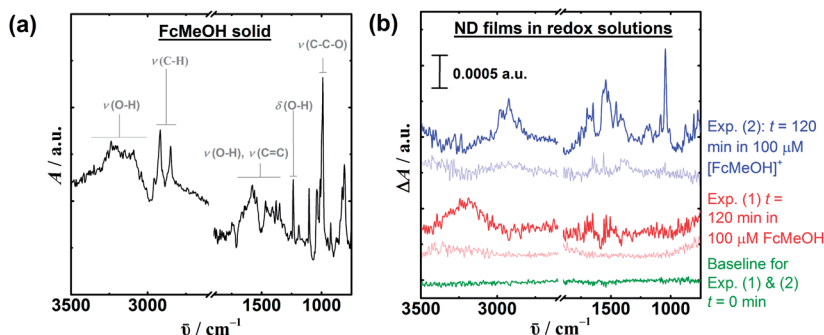 (a)
FcMeOH solid
ν(C-C-O)
ν(C-H)
ν(O-H)
δ(O-H)
ν(O-H), ν(C=C)
A / a.u.
3500
3000
1500
1000
ν̃ / cm⁻¹
(b)
ND films in redox solutions
0.0005 a.u.
ΔA / a.u.
3500
3000
1500
1000
ν̃ / cm⁻¹
Exp. (2): t = 120
min in 100 μM
[FcMeOH]⁺
Exp. (1) t =
120 min in
100 μM FcMeOH
Baseline for
Exp. (1) & (2)
t = 0 min